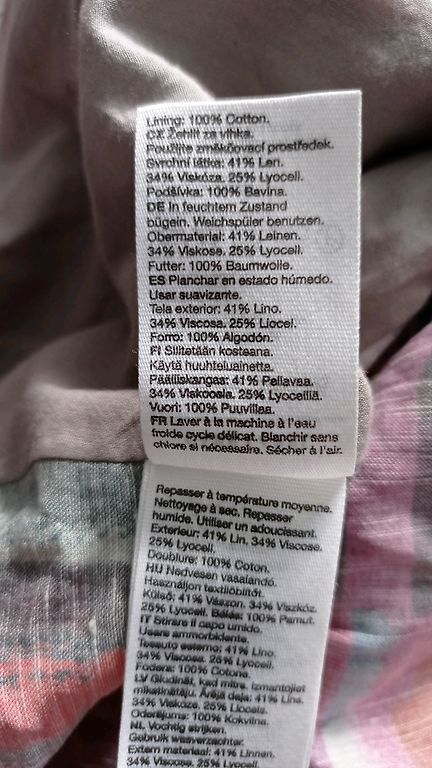 Lining: 100% Cotton.
CZ Žehlit za vlhka.
Použijte změkčovací prostředek.
Svrchní látka: 41% Len.
34% Viskóza. 25% Lyocell.
Podšívka: 100% Bavlna.
DE In feuchtem Zustand
bügeln. Weichspüler benutzen.
Obermaterial: 41% Leinen.
34% Viskose. 25% Lyocell.
Futter: 100% Baumwolle.
ES Planchar en estado húmedo.
Usar suavizante.
Tela exterior: 41% Lino.
34% Viscosa. 25% Liocel.
Forro: 100% Algodón.
FI Silitetään kosteana.
Käytä huuhteluainetta.
Päälliskangas: 41% Pellavaa.
34% Viskoosia. 25% Lyocelliä.
Vuori: 100% Puuvillaa.
FR Laver à la machine à l'eau
froide cycle délicat. Blanchir sans
chlore si nécessaire. Sécher à l'air.
Repasser à température moyenne.
Nettoyage à sec. Repasser
humide. Utiliser un adoucissant.
Exterieur: 41% Lin. 34% Viscose.
25% Lyocell.
Doublure: 100% Coton.
HU Nedvesen vasalandó.
Használjon textilöblítőt.
Külső: 41% Vászon. 34% Viszkóz.
25% Lyocell. Bélés: 100% Pamut.
IT Stirare il capo umido.
Usare ammorbidente.
Tessuto esterno: 41% Lino.
34% Viscosa. 25% Lyocell.
Fodera: 100% Cotone.
LV Gludināt, kad mitrs. Izmantojiet
mīkstinātāju. Ārējā daļa: 41% Lins.
34% Viskoze. 25% Liocels.
Oderējums: 100% Kokvilna.
NL Vochtig strijken.
Gebruik wasverzachter.
Extern materiaal: 41% Linnen.
34% Viscose. 25% Lyocell.